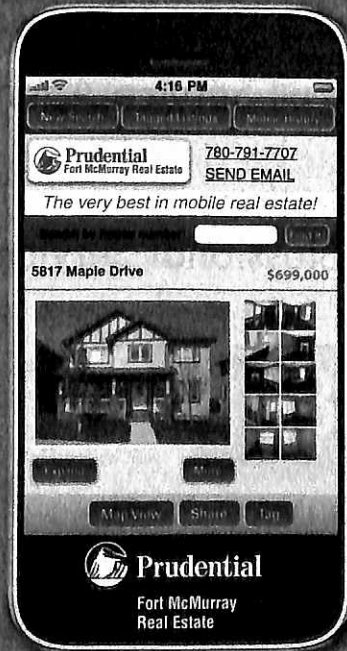 4:16 PM
Prudential
Fort McMurray Real Estate
780-791-7707
SEND EMAIL
The very best in mobile real estate!
5817 Maple Drive
$699,000
Map View
Share
Tag
Prudential
Fort McMurray
Real Estate